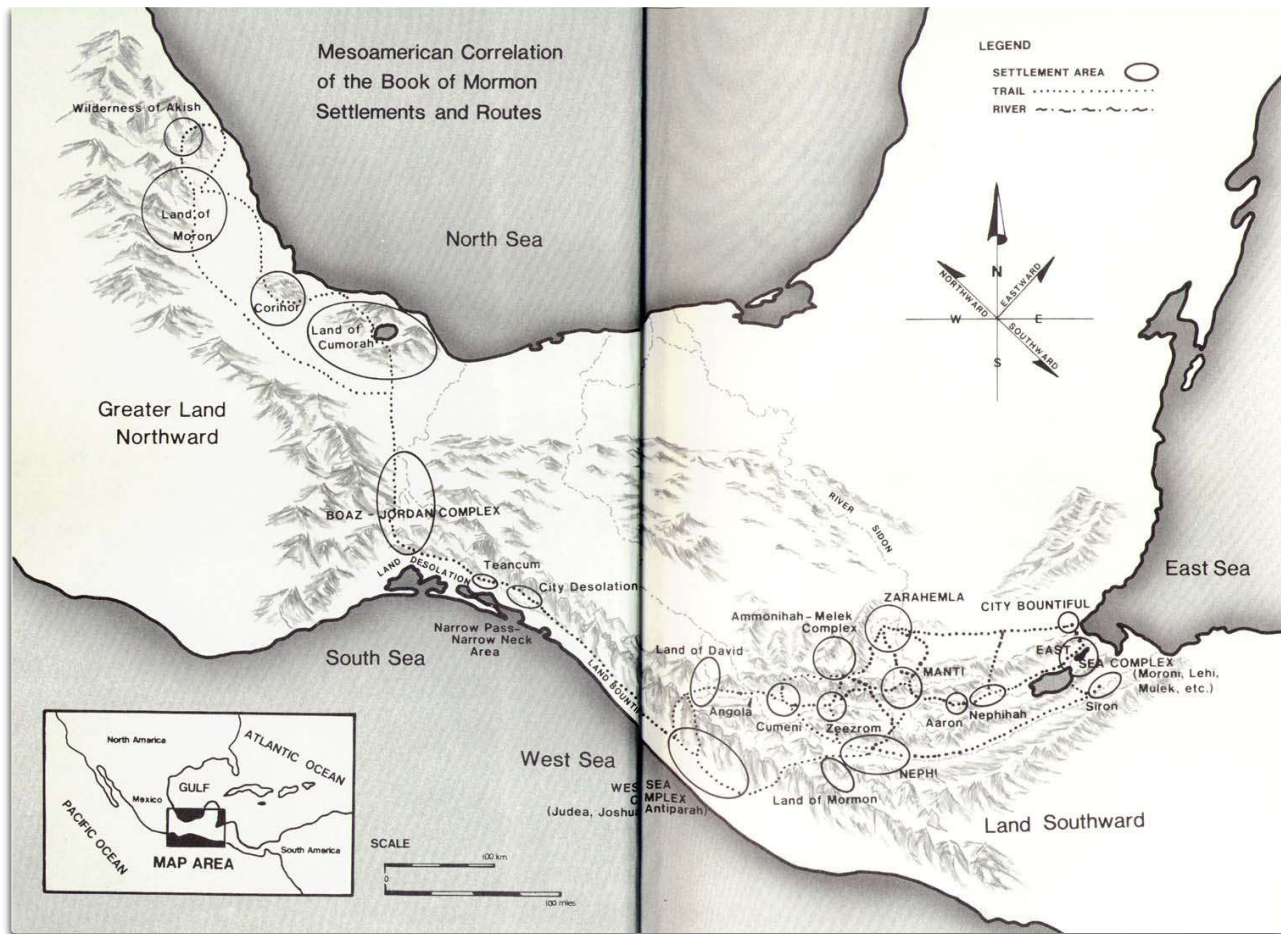 Mesoamerican Correlation
of the Book of Mormon
Settlements and Routes
LEGEND
SETTLEMENT AREA
TRAIL
RIVER
N
W
E
S
NORTHWARD
EASTWARD
SOUTHWARD
Wilderness of Akish
Land of
Moron
North Sea
Corihor
Land of
Cumorah
Greater Land
Northward
BOAZ - JORDAN COMPLEX
LAND DESOLATION
Teancum
City Desolation
Narrow Pass-
Narrow Neck
Area
South Sea
LAND BOUNTIF
RIVER SIDON
East Sea
ZARAHEMLA
CITY BOUNTIFUL
Ammonihah-Melek
Complex
EAST
SEA COMPLEX
(Moroni, Lehi,
Mulek, etc.)
Land of David
MANTI
Angola
Cumeni
Zeezrom
Aaron
Nephihah
Siron
NEPHI
Land of Mormon
West Sea
WES SEA
C MPLEX
(Judea, Joshua Antiparah)
Land Southward
North America
ATLANTIC OCEAN
GULF
Mexico
PACIFIC OCEAN
South America
MAP AREA
SCALE
100 km
0
100 miles